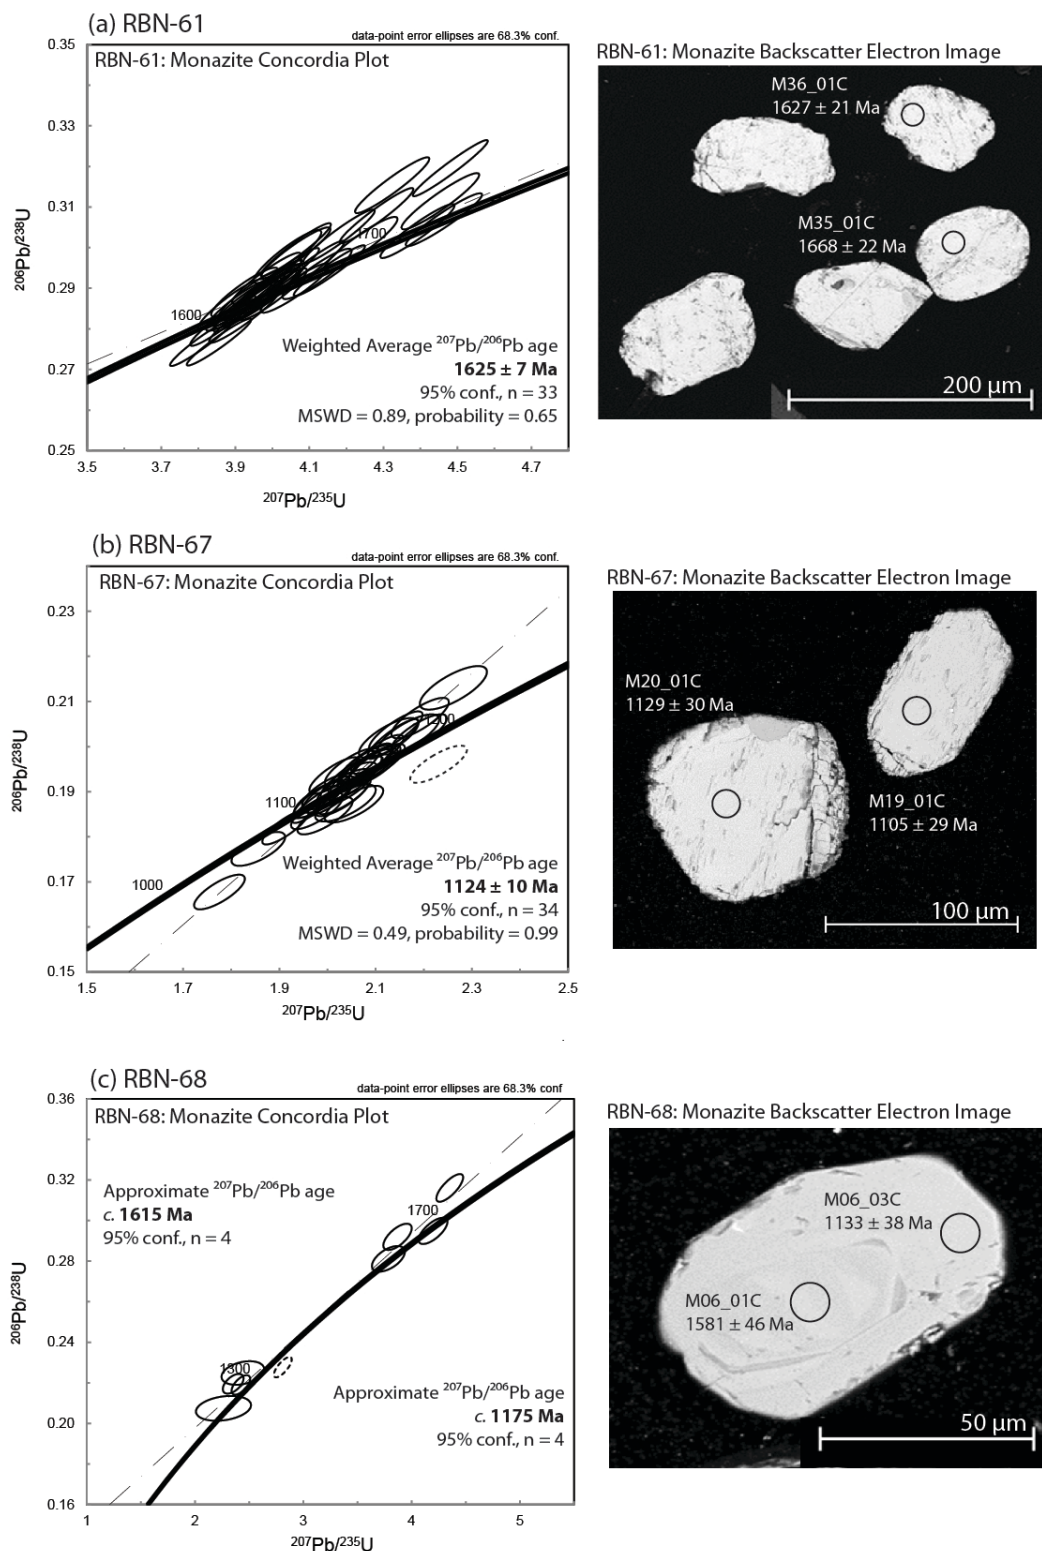 (a) RBN-61
data-point error ellipses are 68.3% conf.
RBN-61: Monazite Concordia Plot
0.35
0.33
0.31
0.29
0.27
0.25
²⁰⁶Pb/²³⁸U
1700
1600
Weighted Average ²⁰⁷Pb/²⁰⁶Pb age
1625 ± 7 Ma
95% conf., n = 33
MSWD = 0.89, probability = 0.65
3.5 3.7 3.9 4.1 4.3 4.5 4.7
²⁰⁷Pb/²³⁵U
RBN-61: Monazite Backscatter Electron Image
M36_01C
1627 ± 21 Ma
M35_01C
1668 ± 22 Ma
200 μm
(b) RBN-67
data-point error ellipses are 68.3% conf.
RBN-67: Monazite Concordia Plot
0.23
0.21
0.19
0.17
0.15
²⁰⁶Pb/²³⁸U
1200
1100
1000
Weighted Average ²⁰⁷Pb/²⁰⁶Pb age
1124 ± 10 Ma
95% conf., n = 34
MSWD = 0.49, probability = 0.99
1.5 1.7 1.9 2.1 2.3 2.5
²⁰⁷Pb/²³⁵U
RBN-67: Monazite Backscatter Electron Image
M20_01C
1129 ± 30 Ma
M19_01C
1105 ± 29 Ma
100 μm
(c) RBN-68
data-point error ellipses are 68.3% conf
RBN-68: Monazite Concordia Plot
0.36
0.32
0.28
0.24
0.20
0.16
²⁰⁶Pb/²³⁸U
Approximate ²⁰⁷Pb/²⁰⁶Pb age
c. 1615 Ma
95% conf., n = 4
1700
1300
Approximate ²⁰⁷Pb/²⁰⁶Pb age
c. 1175 Ma
95% conf., n = 4
1 2 3 4 5
²⁰⁷Pb/²³⁵U
RBN-68: Monazite Backscatter Electron Image
M06_03C
1133 ± 38 Ma
M06_01C
1581 ± 46 Ma
50 μm